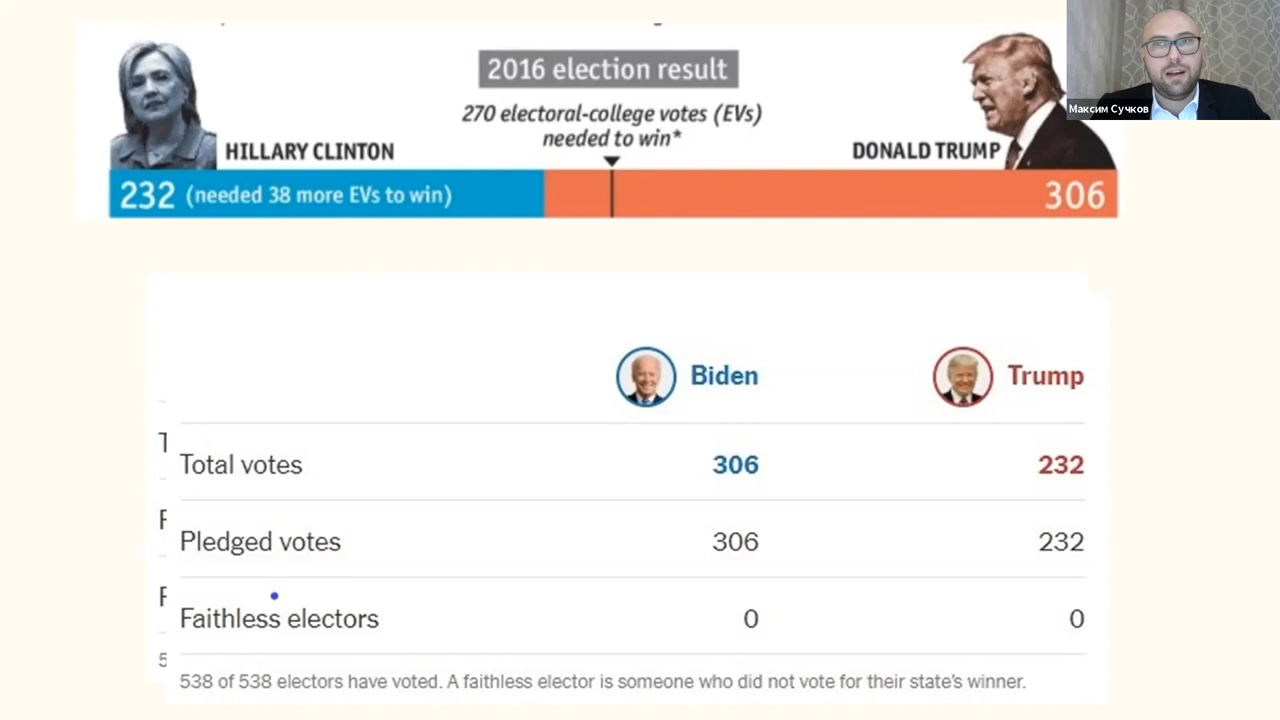 Максим Сучков
2016 election result
270 electoral-college votes (EVs)
needed to win*
HILLARY CLINTON
DONALD TRUMP
232 (needed 38 more EVs to win)
306
Biden
Trump
Total votes 306 232
Pledged votes 306 232
Faithless electors 0 0
538 of 538 electors have voted. A faithless elector is someone who did not vote for their state's winner.